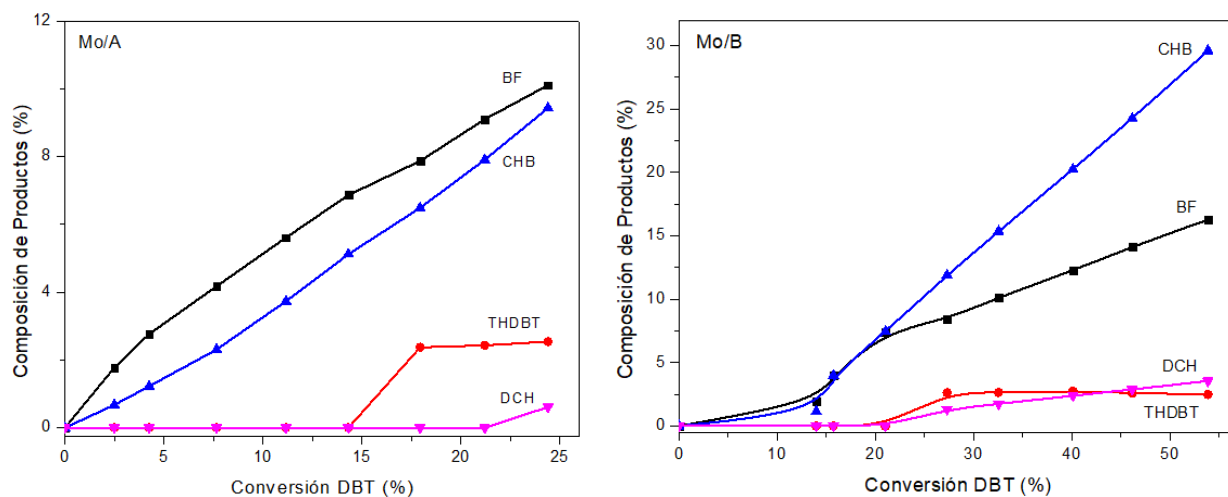 Mo/A
BF
CHB
THDBT
DCH
12
8
4
0
0
5
10
15
20
25
Composición de Productos (%)
Conversión DBT (%)
Mo/B
CHB
BF
DCH
THDBT
30
25
20
15
10
5
0
0
10
20
30
40
50
Composición de Productos (%)
Conversión DBT (%)